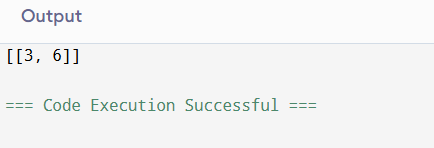 Output
[[3, 6]]
=== Code Execution Successful ===